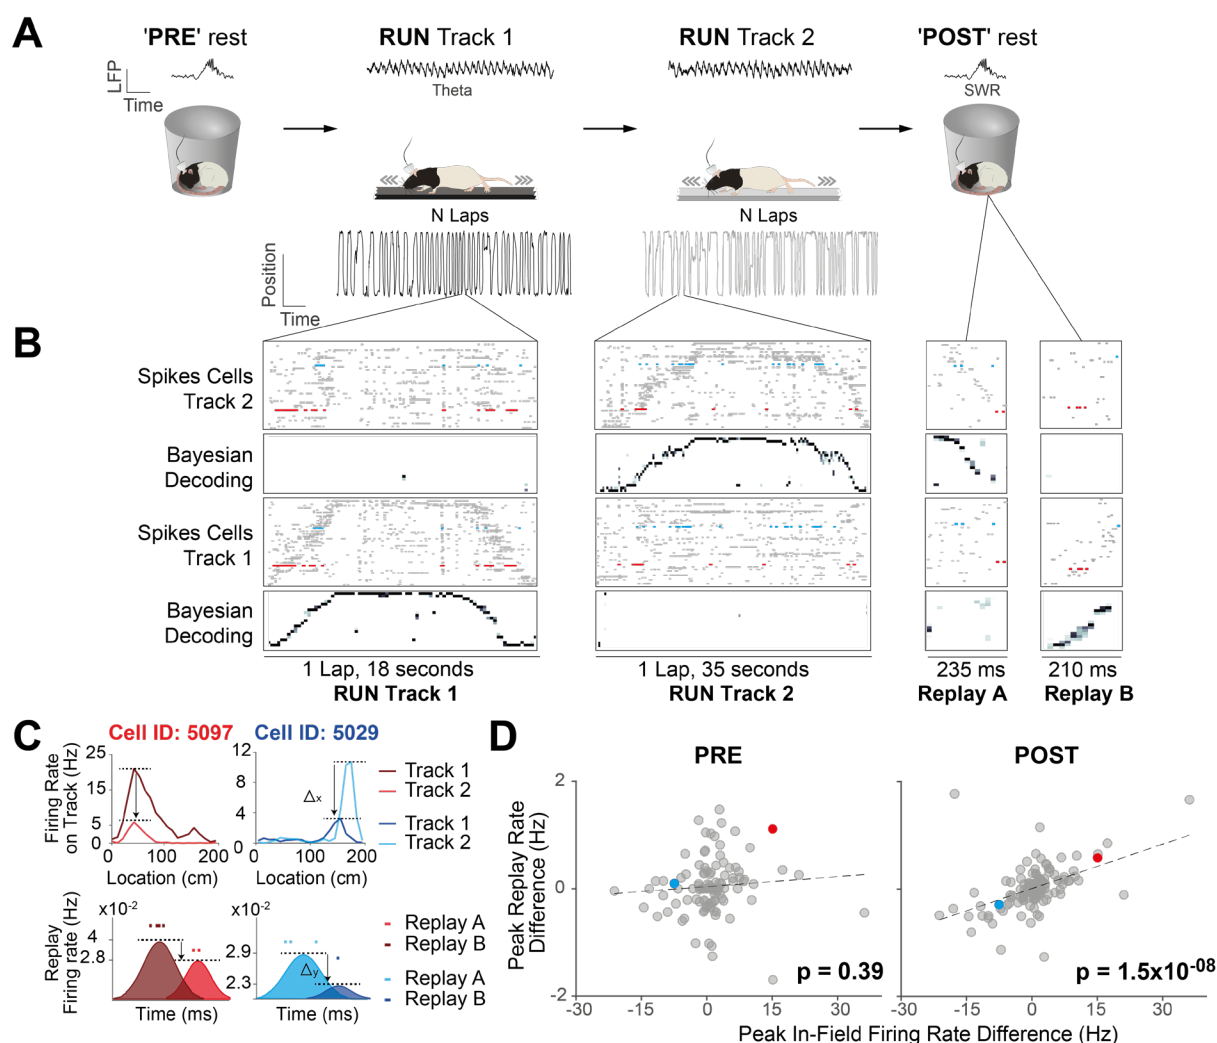 A
'PRE' rest
RUN Track 1
RUN Track 2
'POST' rest
LFP
Time
Theta
SWR
N Laps
N Laps
Position
Time
B
Spikes Cells
Track 2
Bayesian
Decoding
Spikes Cells
Track 1
Bayesian
Decoding
1 Lap, 18 seconds
RUN Track 1
1 Lap, 35 seconds
RUN Track 2
235 ms
Replay A
210 ms
Replay B
C
Cell ID: 5097
Cell ID: 5029
Firing Rate
on Track (Hz)
25
15
5
0
0
100
200
Location (cm)
12
8
4
0
0
100
200
Location (cm)
Δx
Track 1
Track 2
Track 1
Track 2
Replay
Firing rate (Hz)
x10-2
4
2.8
Time (ms)
x10-2
2.9
2.3
Δy
Time (ms)
Replay A
Replay B
Replay A
Replay B
D
PRE
POST
Peak Replay Rate
Difference (Hz)
2
0
-2
p = 0.39
p = 1.5x10-08
-30
-15
0
15
30
-30
-15
0
15
30
Peak In-Field Firing Rate Difference (Hz)